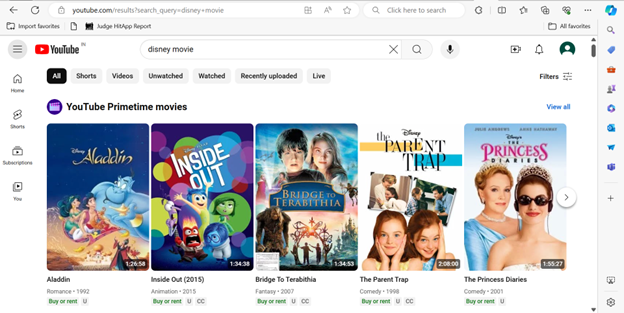 youtube.com/results?search_query=disney+movie
Click here to search
Import favorites
Judge HitApp Report
All favorites
YouTube IN
disney movie
All
Shorts
Videos
Unwatched
Watched
Recently uploaded
Live
Filters
Home
Shorts
Subscriptions
You
YouTube Primetime movies
View all
Disney
Aladdin
1:26:58
Disney PIXAR
INSIDE OUT
1:34:38
BRIDGE TO TERABITHIA
1:34:53
Disney
the PARENT TRAP
2:08:00
JULIE ANDREWS ANNE HATHAWAY
Disney
THE PRINCESS DIARIES
1:55:27
Aladdin
Romance • 1992
Buy or rent U
Inside Out (2015)
Animation • 2015
Buy or rent U CC
Bridge To Terabithia
Fantasy • 2007
Buy or rent U CC
The Parent Trap
Comedy • 1998
Buy or rent U CC
The Princess Diaries
Comedy • 2001
Buy or rent U